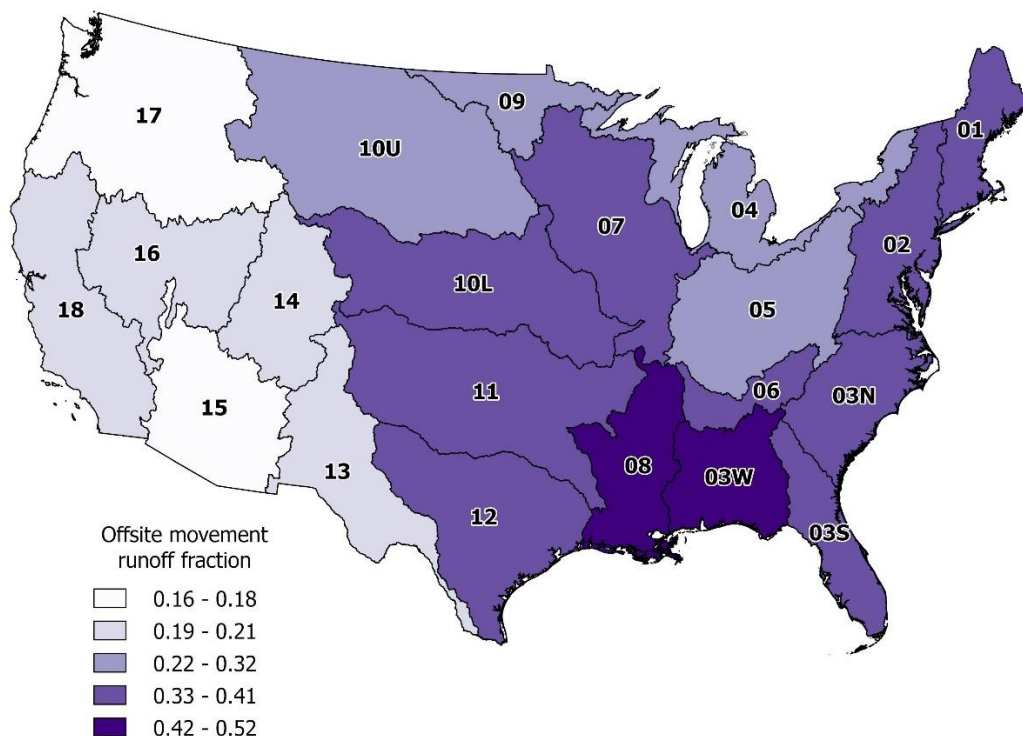 17
09
01
10U
04
07
02
16
10L
14
18
05
11
06
15
03N
08
03W
13
12
03S
Offsite movement
runoff fraction
0.16 - 0.18
0.19 - 0.21
0.22 - 0.32
0.33 - 0.41
0.42 - 0.52